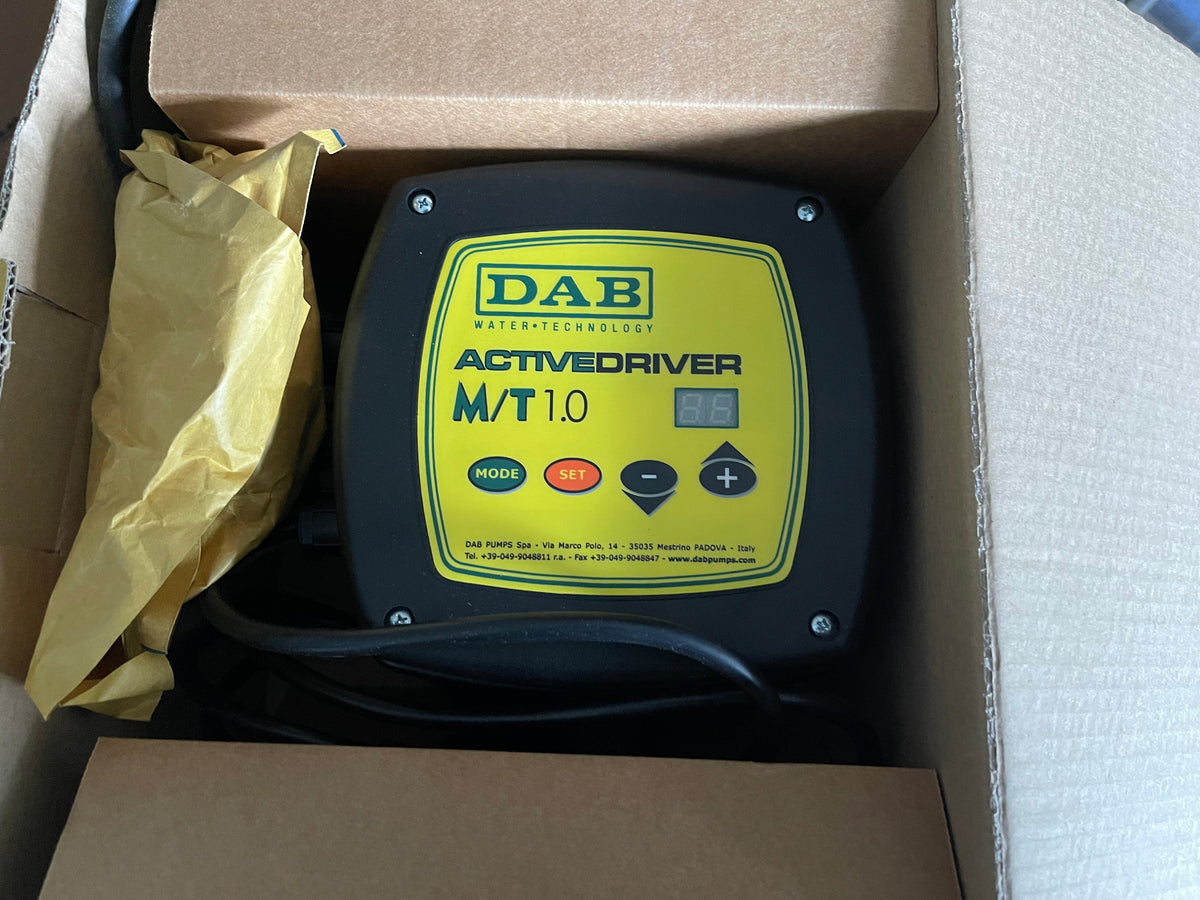 DAB
WATER•TECHNOLOGY
ACTIVEDRIVER
M/T 1.0
MODE SET - +
DAB PUMPS Spa - Via Marco Polo, 14 - 35035 Mestrino PADOVA - Italy
Tel. +39-049-9048811 r.a. - Fax +39-049-9048847 - www.dabpumps.com